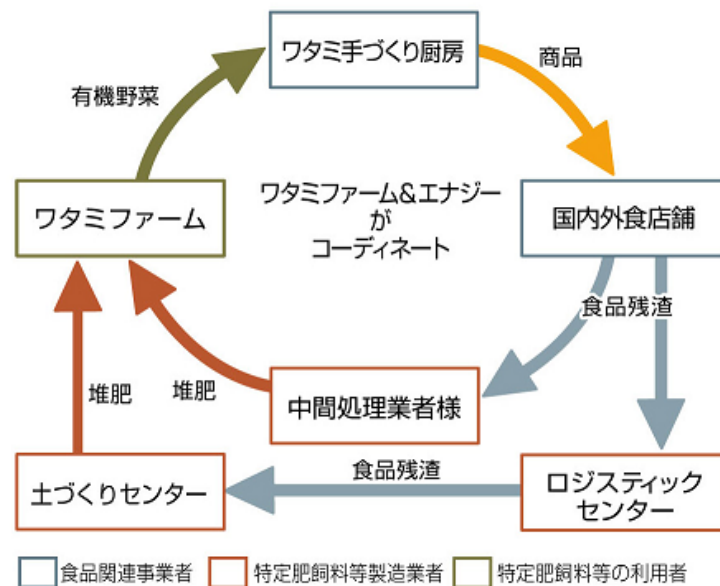 ワタミ手づくり厨房
商品
有機野菜
ワタミファーム
ワタミファーム&エナジー
が
コーディネート
国内外食店舗
食品残渣
堆肥
堆肥
中間処理業者様
土づくりセンター
食品残渣
ロジスティック
センター
食品関連事業者 特定肥飼料等製造業者 特定肥飼料等の利用者